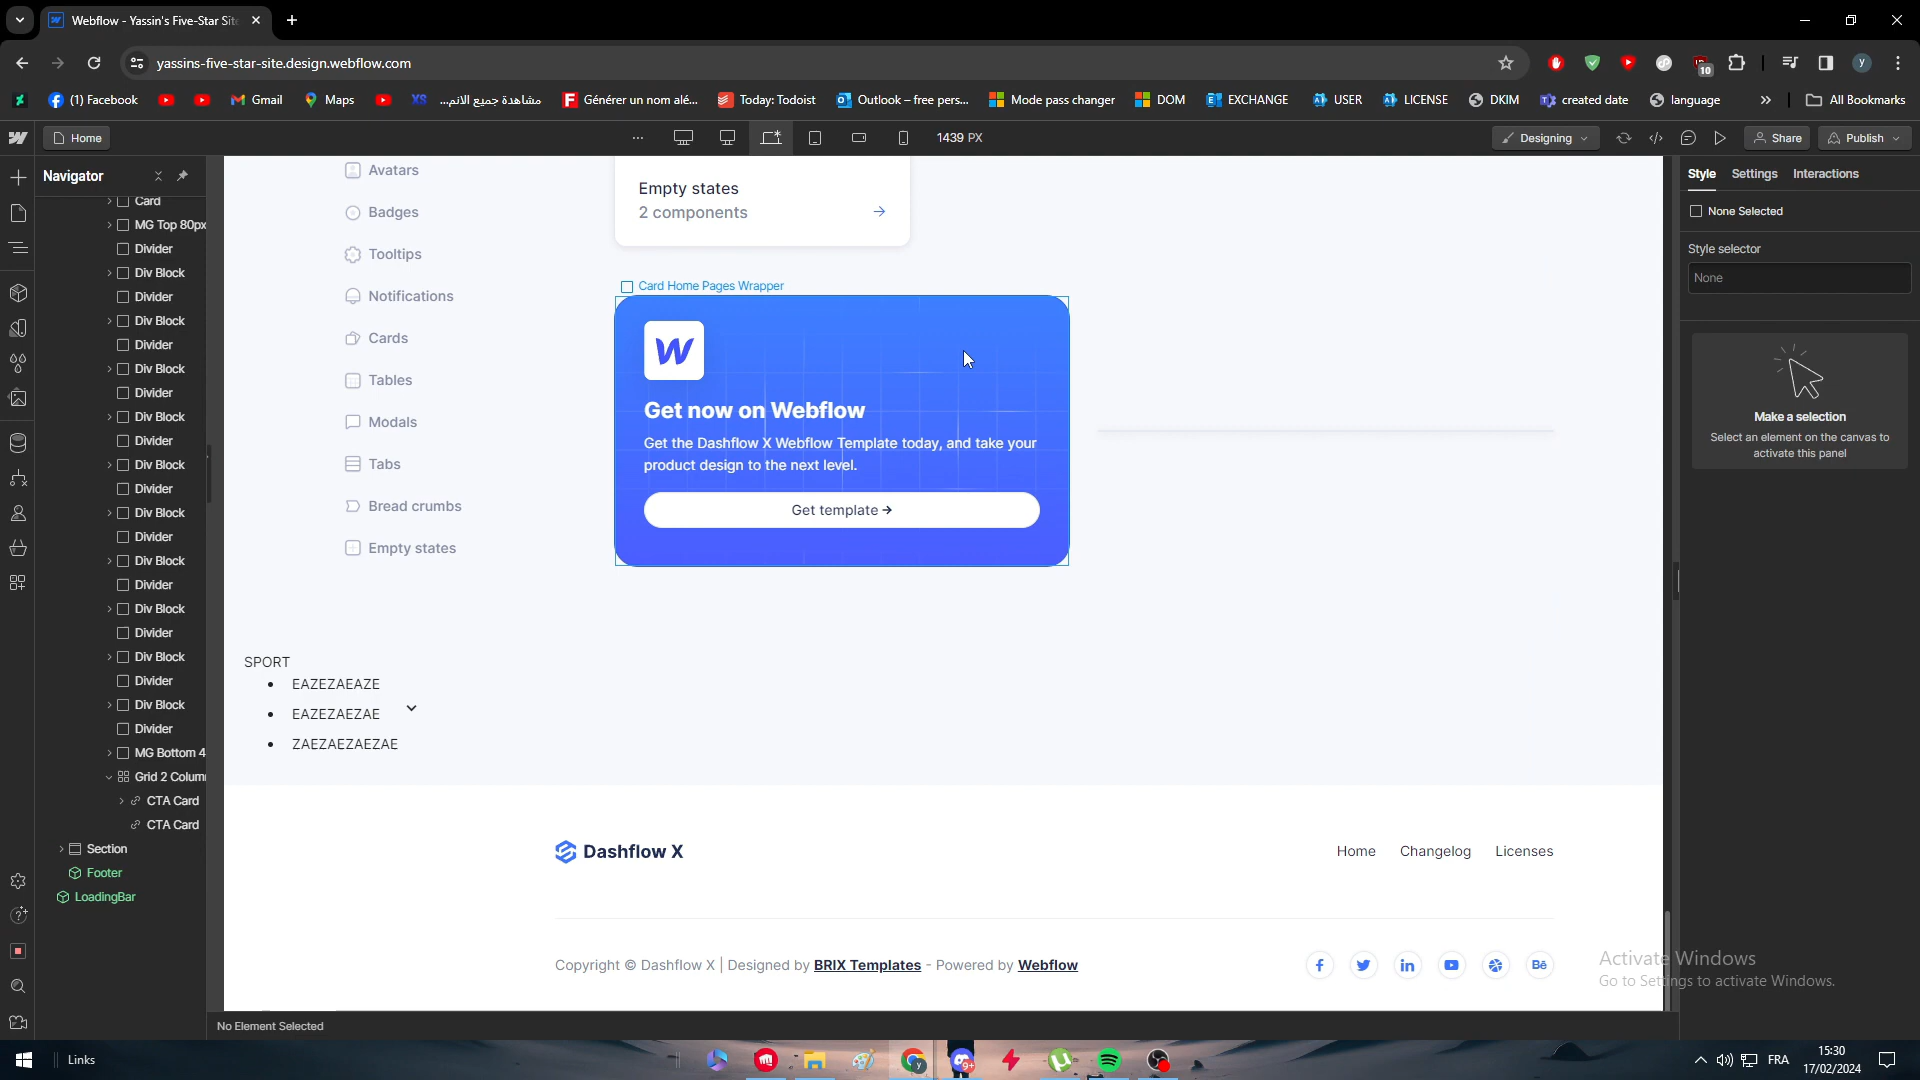 Webflow - Yassin's Five-Star Sit
yassins-five-star-site.design.webflow.com
10
y
(1) Facebook
Gmail
Maps
XS
مشاهدة جميع الانم...
Générer un nom alé...
Today: Todoist
Outlook – free pers...
Mode pass changer
DOM
EXCHANGE
USER
LICENSE
DKIM
created date
language
All Bookmarks
Home
1439 PX
Designing
Share
Publish
Navigator
Card
MG Top 80px
Divider
Div Block
Divider
Div Block
Divider
Div Block
Divider
Div Block
Divider
Div Block
Divider
Div Block
Divider
Div Block
Divider
Div Block
Divider
Div Block
Divider
Div Block
Divider
MG Bottom 4
Grid 2 Colum
CTA Card
CTA Card
Section
Footer
LoadingBar
Avatars
Badges
Tooltips
Notifications
Cards
Tables
Modals
Tabs
Bread crumbs
Empty states
Empty states
2 components
Card Home Pages Wrapper
W
Get now on Webflow
Get the Dashflow X Webflow Template today, and take your
product design to the next level.
Get template
SPORT
EAZEZAEAZE
EAZEZAEZAE
ZAEZAEZAEZAE
Dashflow X
Home
Changelog
Licenses
Copyright © Dashflow X | Designed by BRIX Templates - Powered by Webflow
Bē
Style
Settings
Interactions
None Selected
Style selector
None
Make a selection
Select an element on the canvas to
activate this panel
Activate Windows
Go to Settings to activate Windows.
No Element Selected
Links
9+
FRA
15:30
17/02/2024